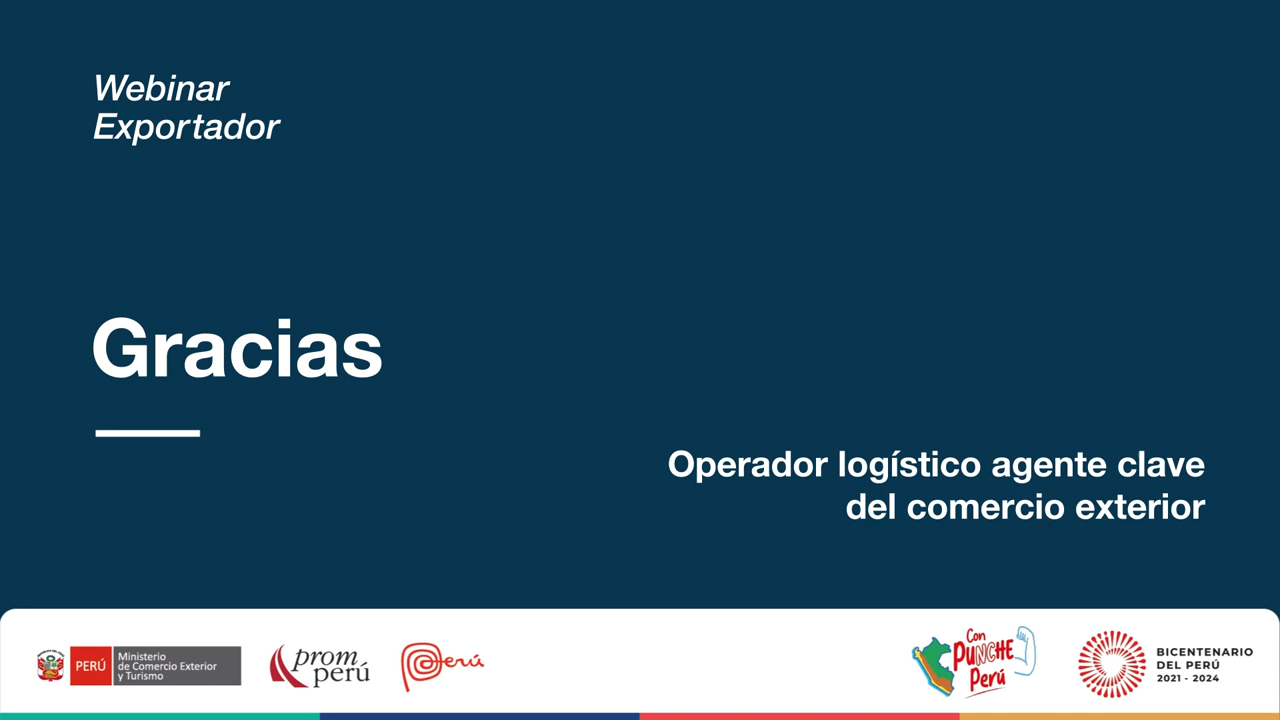 Webinar
Exportador
Gracias
Operador logístico agente clave
del comercio exterior
PERÚ
Ministerio
de Comercio Exterior
y Turismo
prom
perú
Perú
Con
PUNCHE
Perú
BICENTENARIO
DEL PERÚ
2021 - 2024